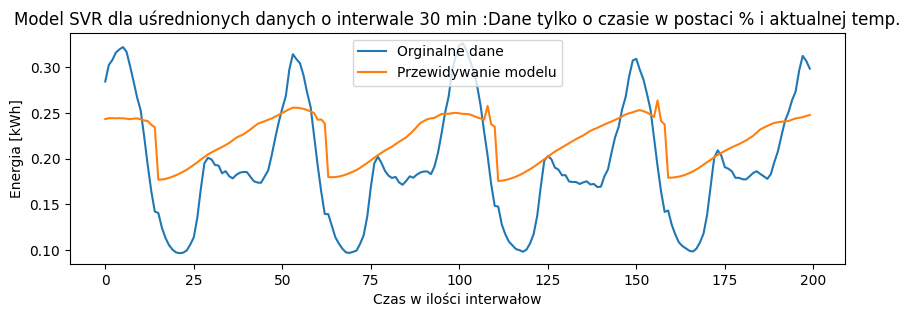 Model SVR dla uśrednionych danych o interwale 30 min :Dane tylko o czasie w postaci % i aktualnej temp.
Orginalne dane
Przewidywanie modelu
Energia [kWh]
0.30
0.25
0.20
0.15
0.10
0 25 50 75 100 125 150 175 200
Czas w ilości interwałow